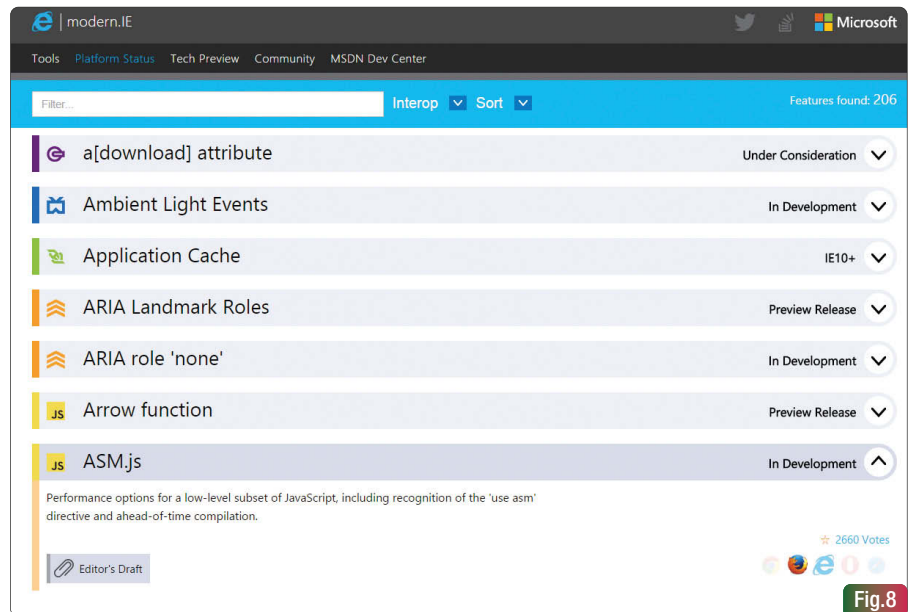 modern.IE
Microsoft
Tools Platform Status Tech Preview Community MSDN Dev Center
Filter... Interop Sort Features found: 206
a[download] attribute Under Consideration
Ambient Light Events In Development
Application Cache IE10+
ARIA Landmark Roles Preview Release
ARIA role 'none' In Development
JS Arrow function Preview Release
JS ASM.js In Development
Performance options for a low-level subset of JavaScript, including recognition of the 'use asm'
directive and ahead-of-time compilation.
2660 Votes
Editor's Draft
Fig.8